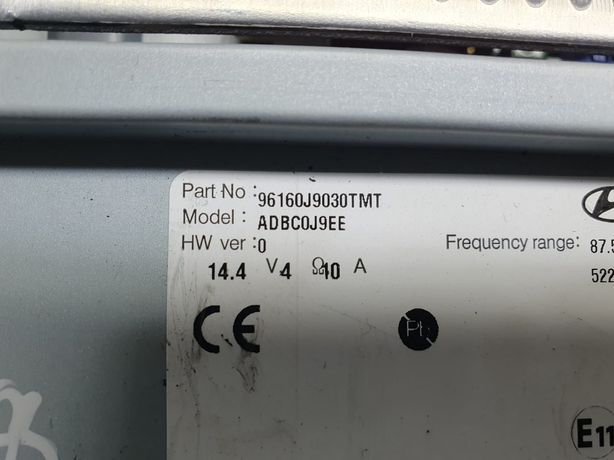 Part No : 96160J9030TMT
Model : ADBC0J9EE
HW ver : 0
Frequency range: 87.5
14.4 V 4 Ω 10 A
522
CE
E11